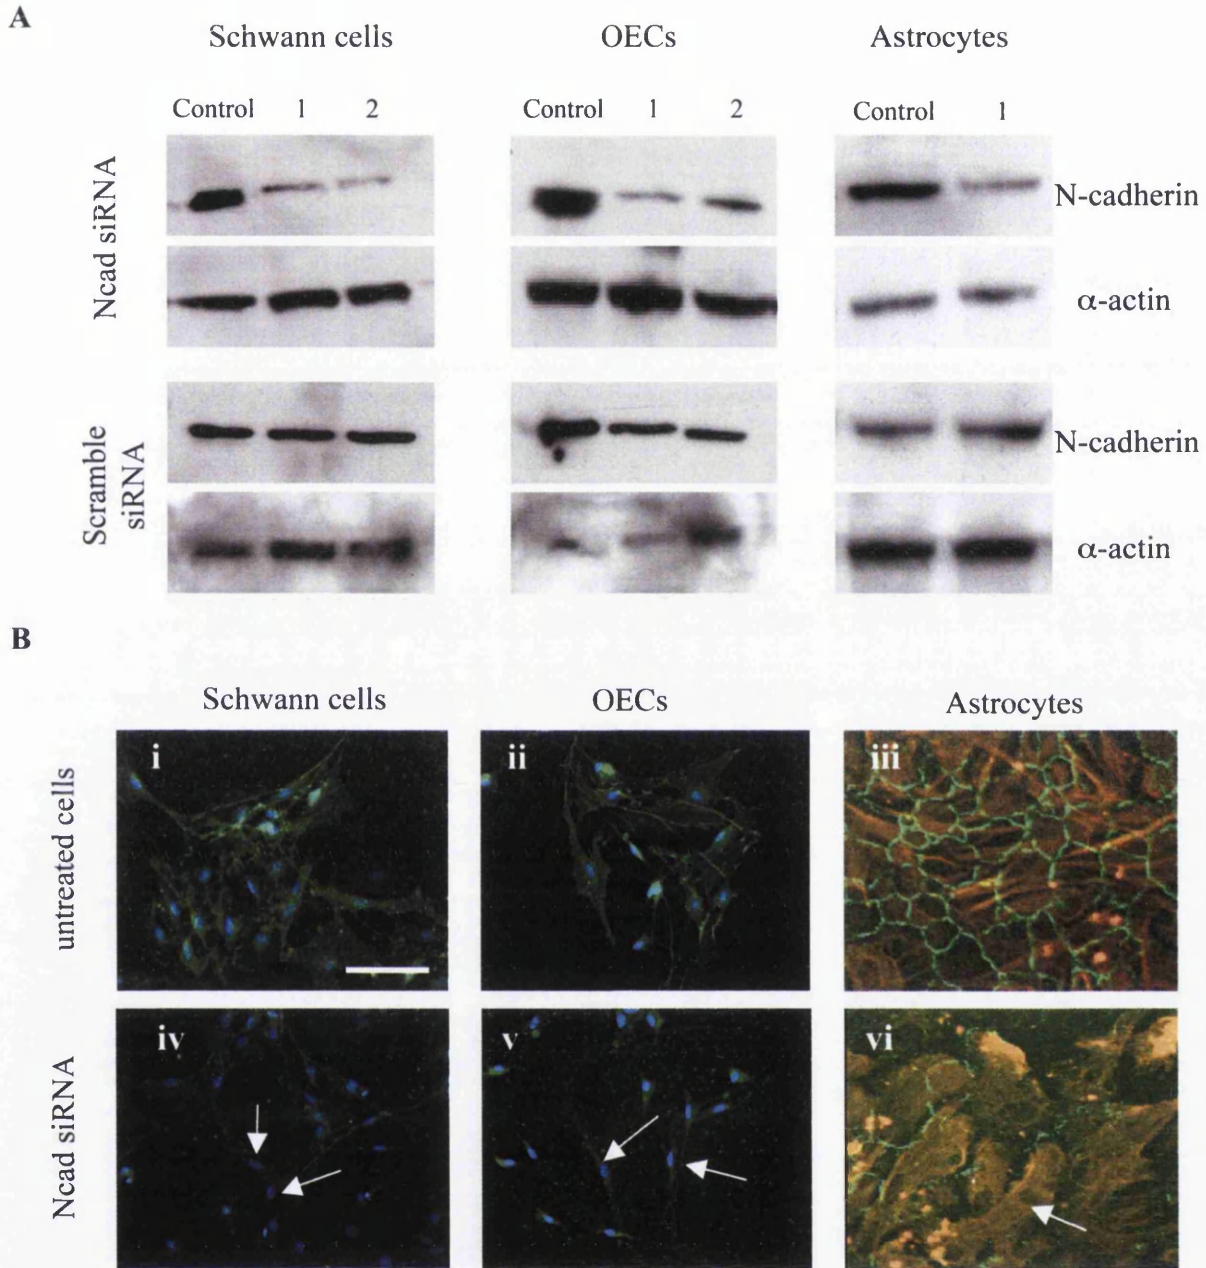 A
Schwann cells OECs Astrocytes
Control 1 2 Control 1 2 Control 1
Ncad siRNA
N-cadherin
α-actin
Scramble
siRNA
N-cadherin
α-actin
B
Schwann cells OECs Astrocytes
untreated cells
i ii iii
Ncad siRNA
iv v vi